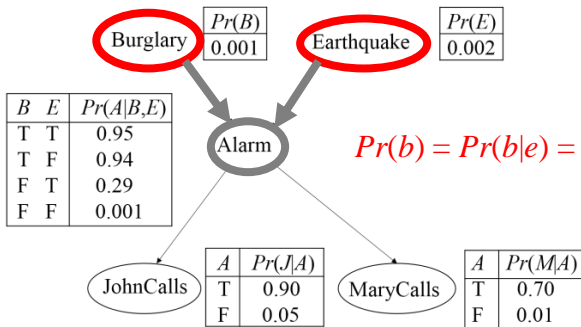 Burglary
Pr(B)
0.001
Earthquake
Pr(E)
0.002
B E Pr(A|B,E)
T T 0.95
T F 0.94
F T 0.29
F F 0.001
Alarm
Pr(b) = Pr(b|e) =
JohnCalls
A Pr(J|A)
T 0.90
F 0.05
MaryCalls
A Pr(M|A)
T 0.70
F 0.01